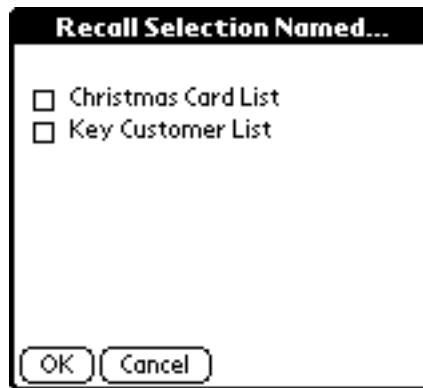 Recall Selection Named...
Christmas Card List
Key Customer List
OK Cancel